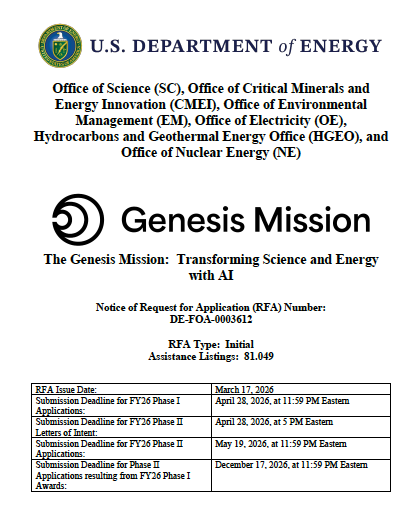 U.S. DEPARTMENT of ENERGY
Office of Science (SC), Office of Critical Minerals and
Energy Innovation (CMEI), Office of Environmental
Management (EM), Office of Electricity (OE),
Hydrocarbons and Geothermal Energy Office (HGEO), and
Office of Nuclear Energy (NE)
Genesis Mission
The Genesis Mission: Transforming Science and Energy
with AI
Notice of Request for Application (RFA) Number:
DE-FOA-0003612
RFA Type: Initial
Assistance Listings: 81.049
RFA Issue Date: March 17, 2026
Submission Deadline for FY26 Phase I April 28, 2026, at 11:59 PM Eastern
Applications:
Submission Deadline for FY26 Phase II April 28, 2026, at 5 PM Eastern
Letters of Intent:
Submission Deadline for FY26 Phase II May 19, 2026, at 11:59 PM Eastern
Applications:
Submission Deadline for Phase II December 17, 2026, at 11:59 PM Eastern
Applications resulting from FY26 Phase I
Awards: